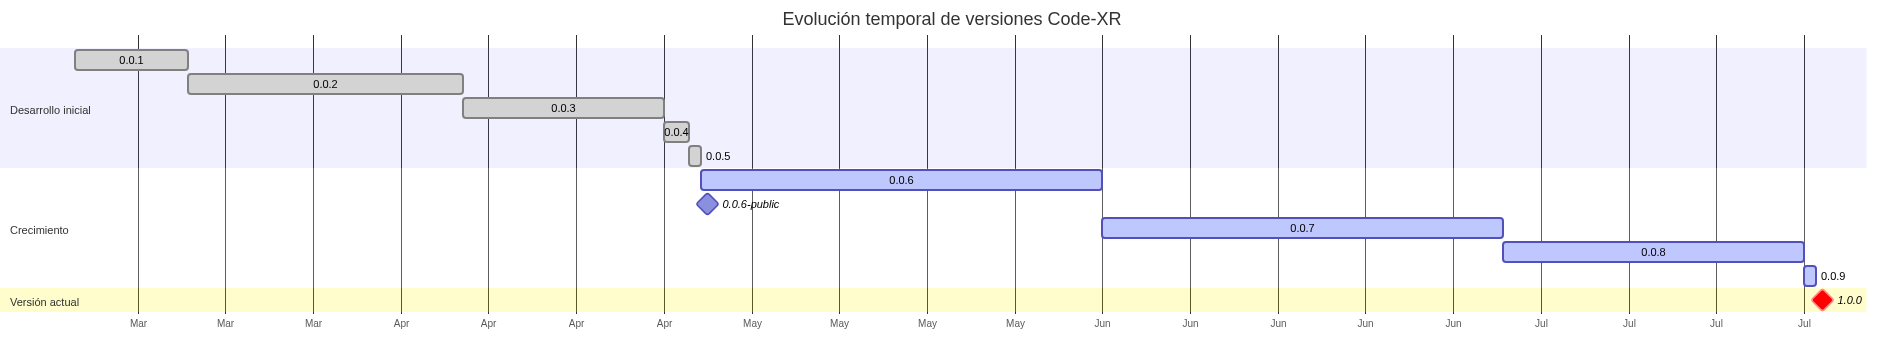 Evolución temporal de versiones Code-XR
0.0.1
0.0.2
0.0.3
Desarrollo inicial
0.0.4
0.0.5
0.0.6
0.0.6-public
Crecimiento
0.0.7
0.0.8
0.0.9
Versión actual
1.0.0
Mar Mar Mar Apr Apr Apr Apr May May May May Jun Jun Jun Jun Jun Jul Jul Jul Jul